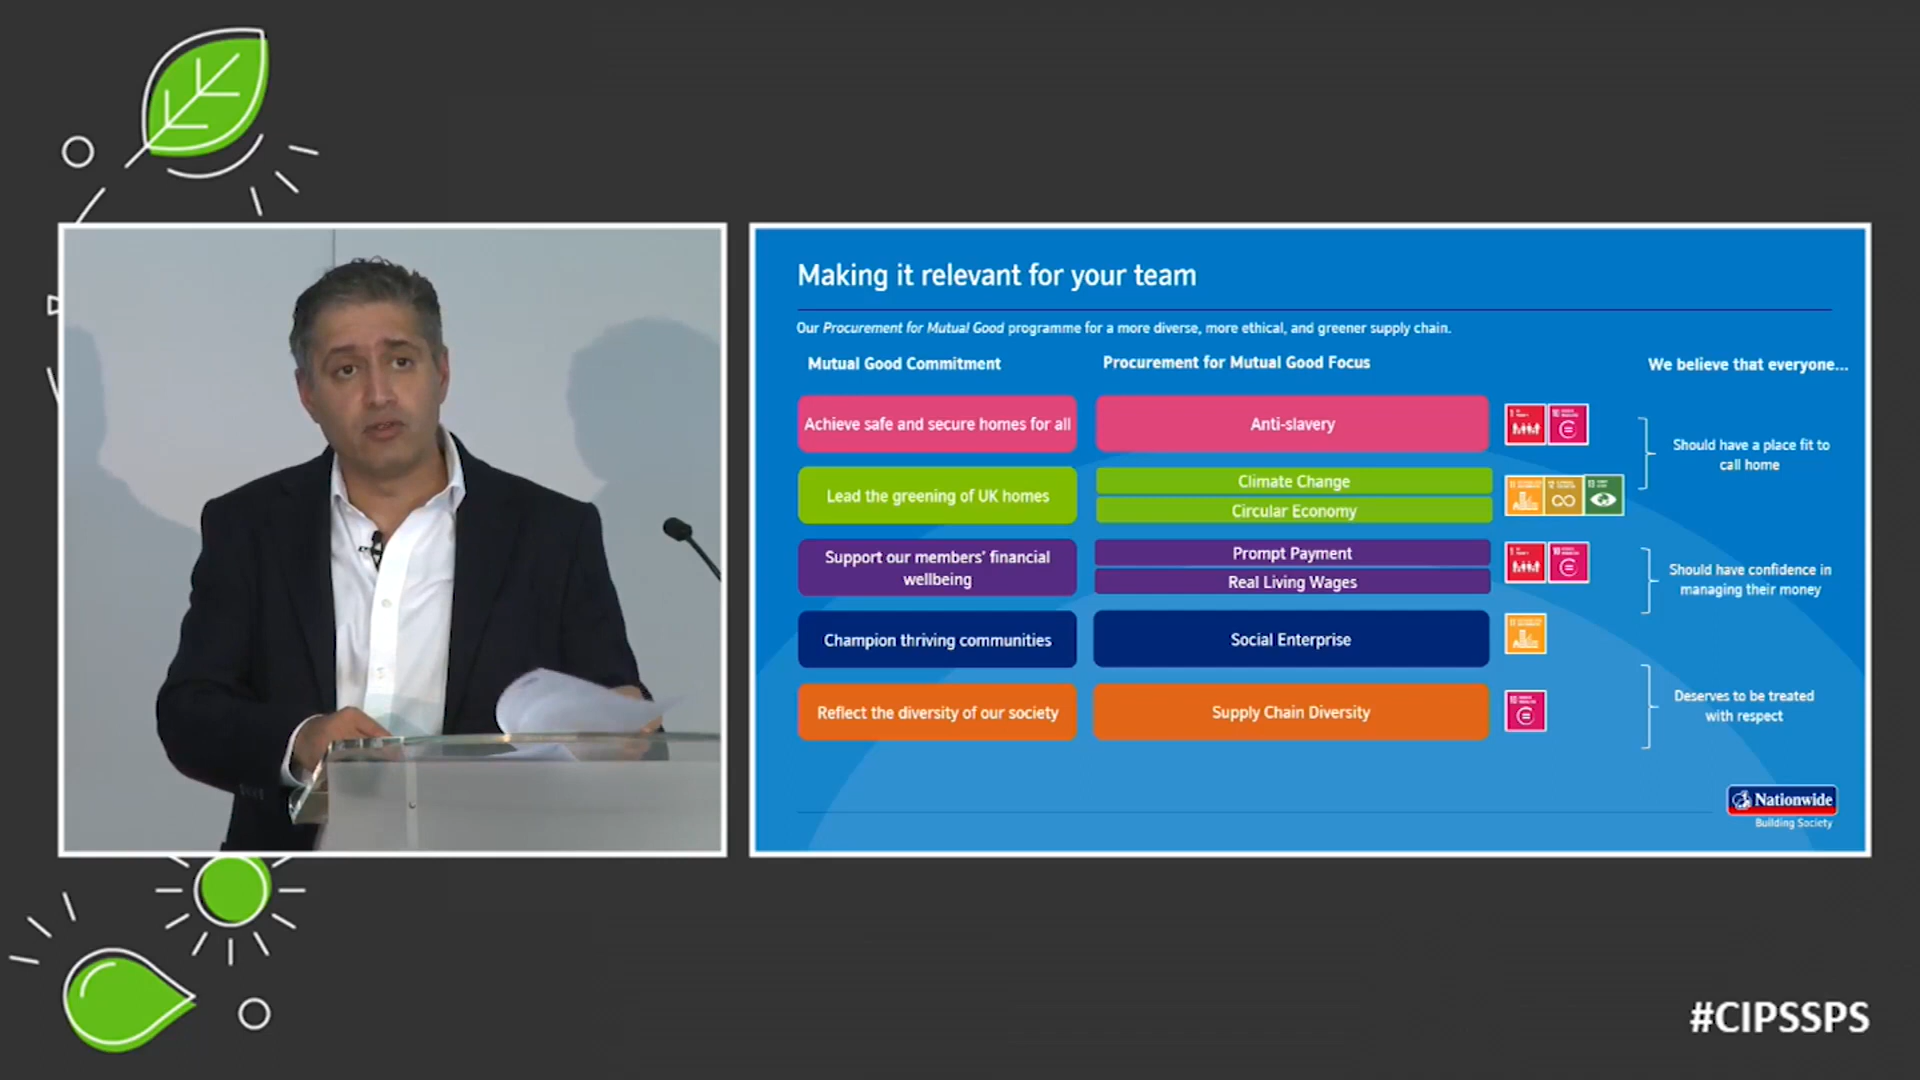 Making it relevant for your team
Our Procurement for Mutual Good programme for a more diverse, more ethical, and greener supply chain.
Mutual Good Commitment
Procurement for Mutual Good Focus
We believe that everyone...
Achieve safe and secure homes for all
Anti-slavery
Should have a place fit to
call home
Lead the greening of UK homes
Climate Change
Circular Economy
Support our members' financial
wellbeing
Prompt Payment
Real Living Wages
Should have confidence in
managing their money
Champion thriving communities
Social Enterprise
Reflect the diversity of our society
Supply Chain Diversity
Deserves to be treated
with respect
Nationwide
Building Society
#CIPSSPS